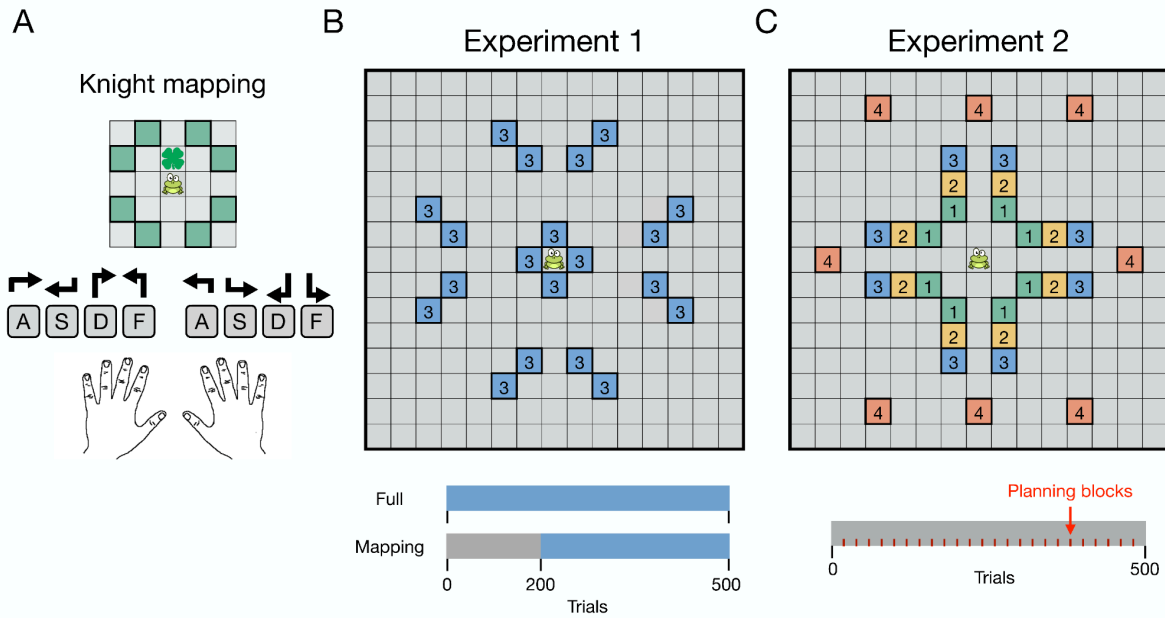 A
Knight mapping
A S D F
A S D F
B
Experiment 1
3 3
3 3
3 3
3 3 3
3 3
3 3 3
3 3
3 3
3 3
Full
Mapping
0 200 500
Trials
C
Experiment 2
4 4 4
3 3
2 2
1 1
3 2 1 1 2 3
4 4
3 2 1 1 2 3
1 1
2 2
3 3
4 4 4
Planning blocks
0 500
Trials